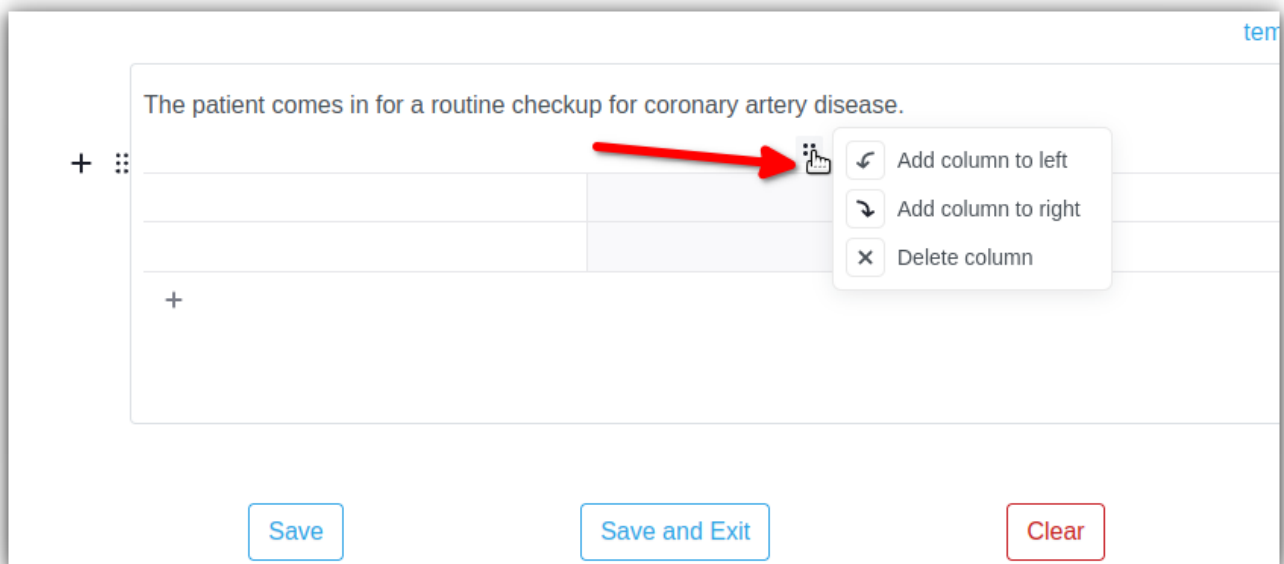 tem
The patient comes in for a routine checkup for coronary artery disease.
Add column to left
Add column to right
Delete column
Save
Save and Exit
Clear